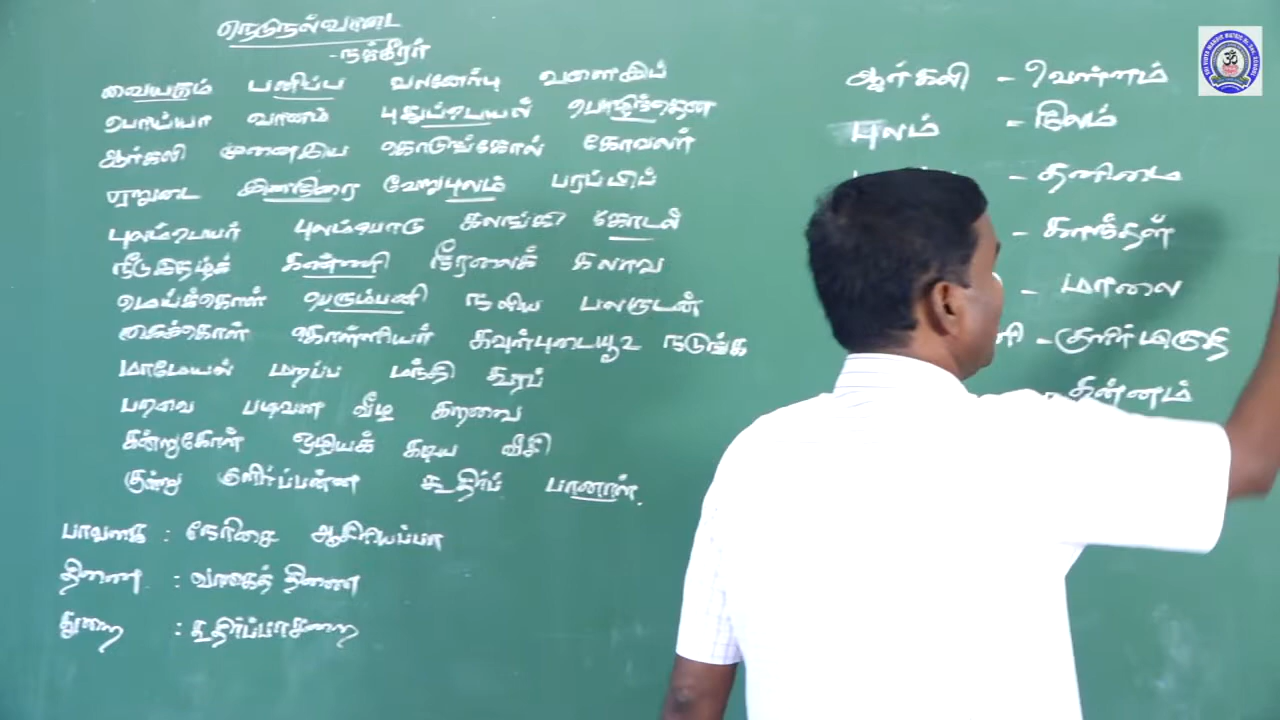 நெடுநல்வாடை
-நக்கீரர்
வையகம் பனிப்ப வலனேர்பு வளைஇப்
பொய்யா வானம் புதுப்பெயல் பொழிந்தென
ஆர்கலி முனைஇய கொடுங்கோல் கோவலர்
ஏறுடை இனநிரை வேறுபுலம் பரப்பிப்
புலம்பெயர் புலம்பொடு கலங்கி கோடல்
நீடுஇதழ்க் கண்ணி நீரலைக் கலாவ
மெய்க்கொள் பெரும்பனி நலிய பலருடன்
கைக்கொள் கொள்ளியர் கவுள்புடையூஉ நடுங்க
மாமேயல் மறப்ப மந்தி கூரப்
பறவை படிவன வீழ கறவை
கன்றுகோள் ஒழியக் கடிய வீசி
குன்று குளிர்ப்பன்ன கூதிர்ப் பானாள்.
பாவகை : நேரிசை ஆசிரியப்பா
திணை : வாகைத் திணை
துறை : கூதிர்ப்பாசறை
ஆர்கலி - வெள்ளம்
புலம் - நிலம்
- தனிமை
- காந்தள்
- மாலை
- குளிர் மிகுதி
- கன்னம்